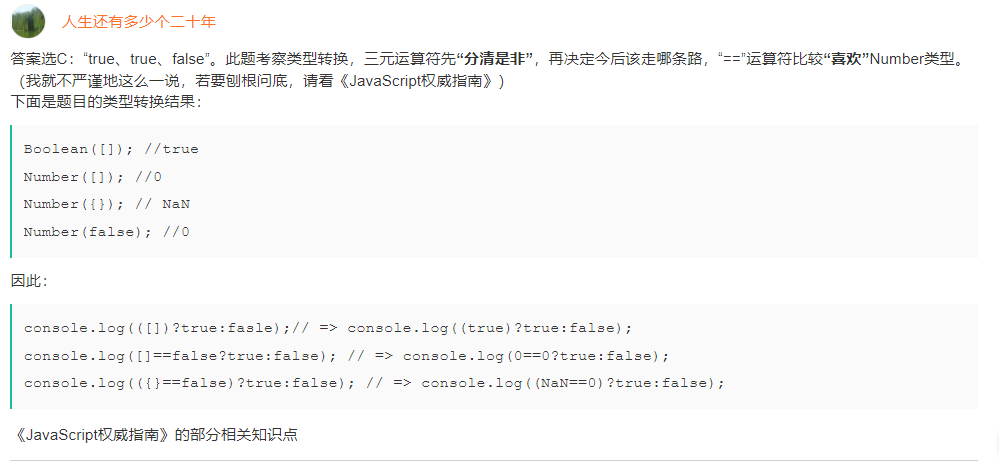 人生还有多少个二十年
答案选C：“true、true、false”。此题考察类型转换，三元运算符先“分清是非”，再决定今后该走哪条路，“==”运算符比较“喜欢”Number类型。
（我就不严谨地这么一说，若要刨根问底，请看《JavaScript权威指南》）
下面是题目的类型转换结果：
Boolean([]); //true
Number([]); //0
Number({}); // NaN
Number(false); //0
因此：
console.log(([])?true:fasle);// => console.log((true)?true:false);
console.log([]==false?true:false); // => console.log(0==0?true:false);
console.log(({}==false)?true:false); // => console.log((NaN==0)?true:false);
《JavaScript权威指南》的部分相关知识点